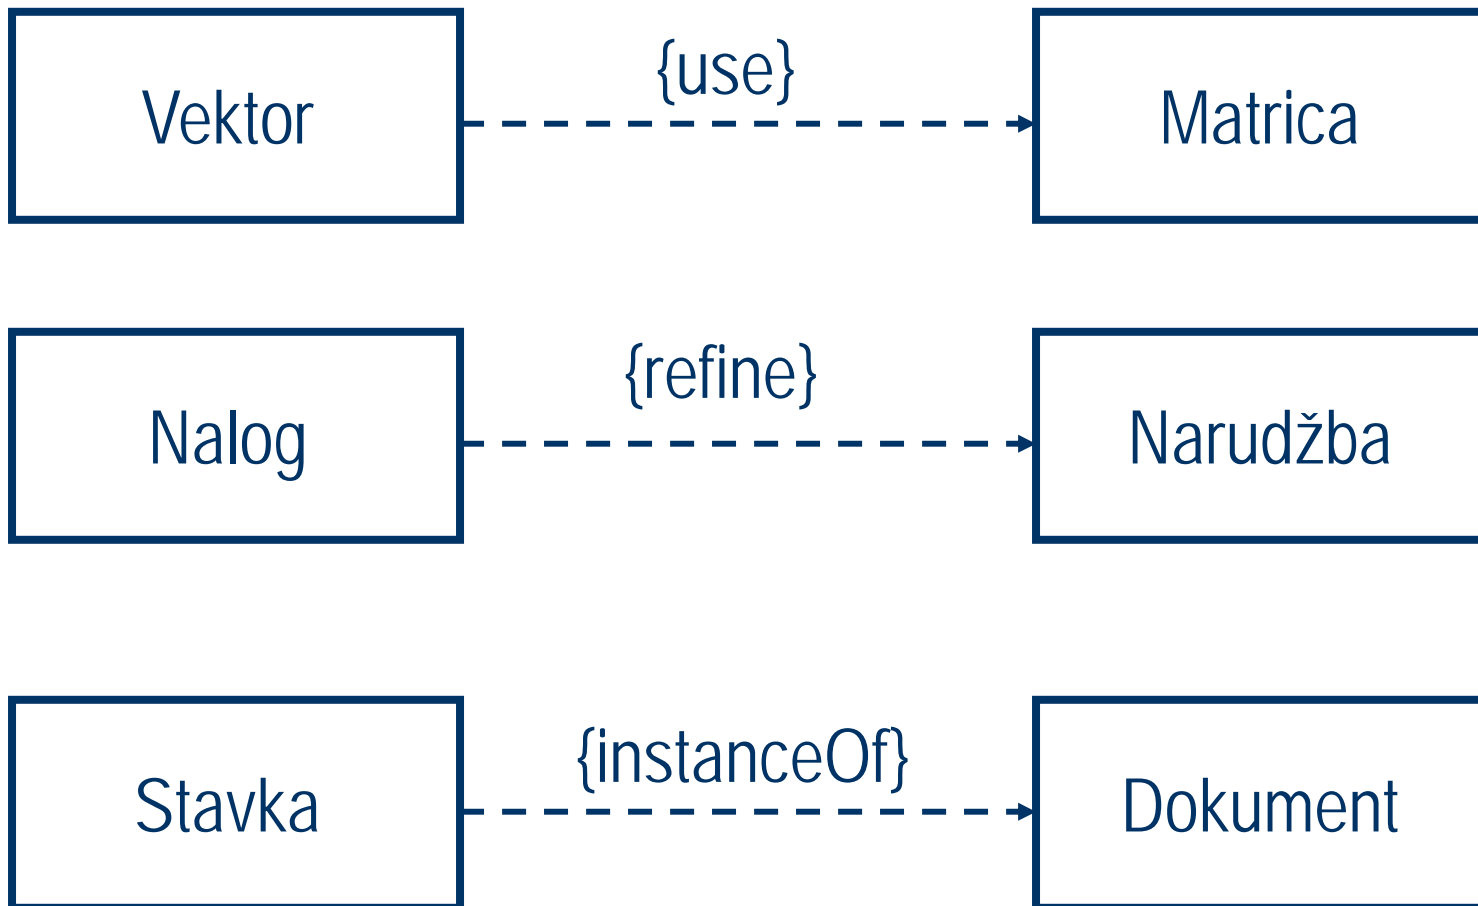 Vektor {use} Matrica
Nalog {refine} Narudžba
Stavka {instanceOf} Dokument